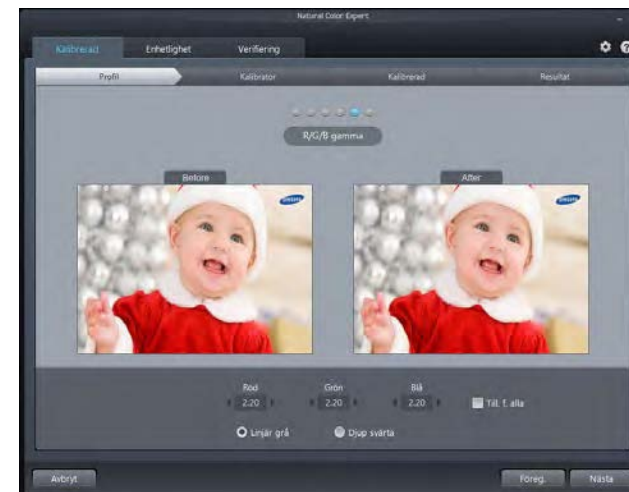 Natural Color Expert
Kalibrerad Enhetlighet Verifiering
Profil Kalibrator Kalibrerad Resultat
R/G/B gamma
Before After
SAMSUNG SAMSUNG
Röd Grön Blå
2.20 2.20 2.20 Till. f. alla
Linjär grå Djup svärta
Avbryt Föreg. Nästa